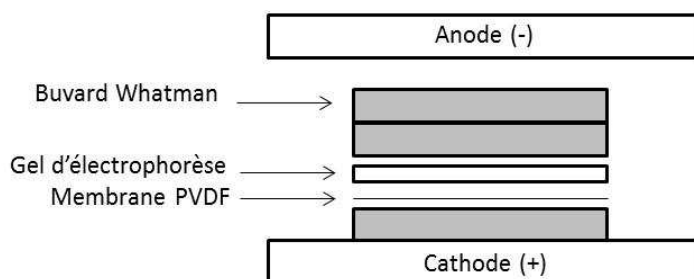 Anode (-)
Buvard Whatman
Gel d'électrophorèse
Membrane PVDF
Cathode (+)